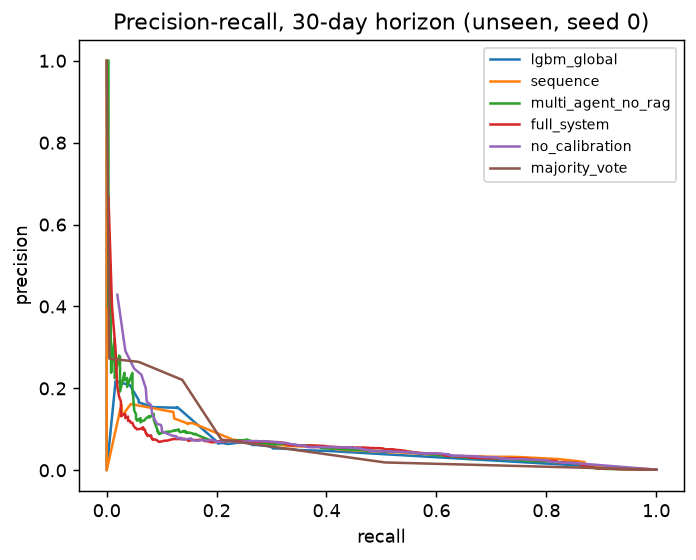 Precision-recall, 30-day horizon (unseen, seed 0)
lgbm_global
sequence
multi_agent_no_rag
full_system
no_calibration
majority_vote
precision
1.0
0.8
0.6
0.4
0.2
0.0
0.0 0.2 0.4 0.6 0.8 1.0
recall